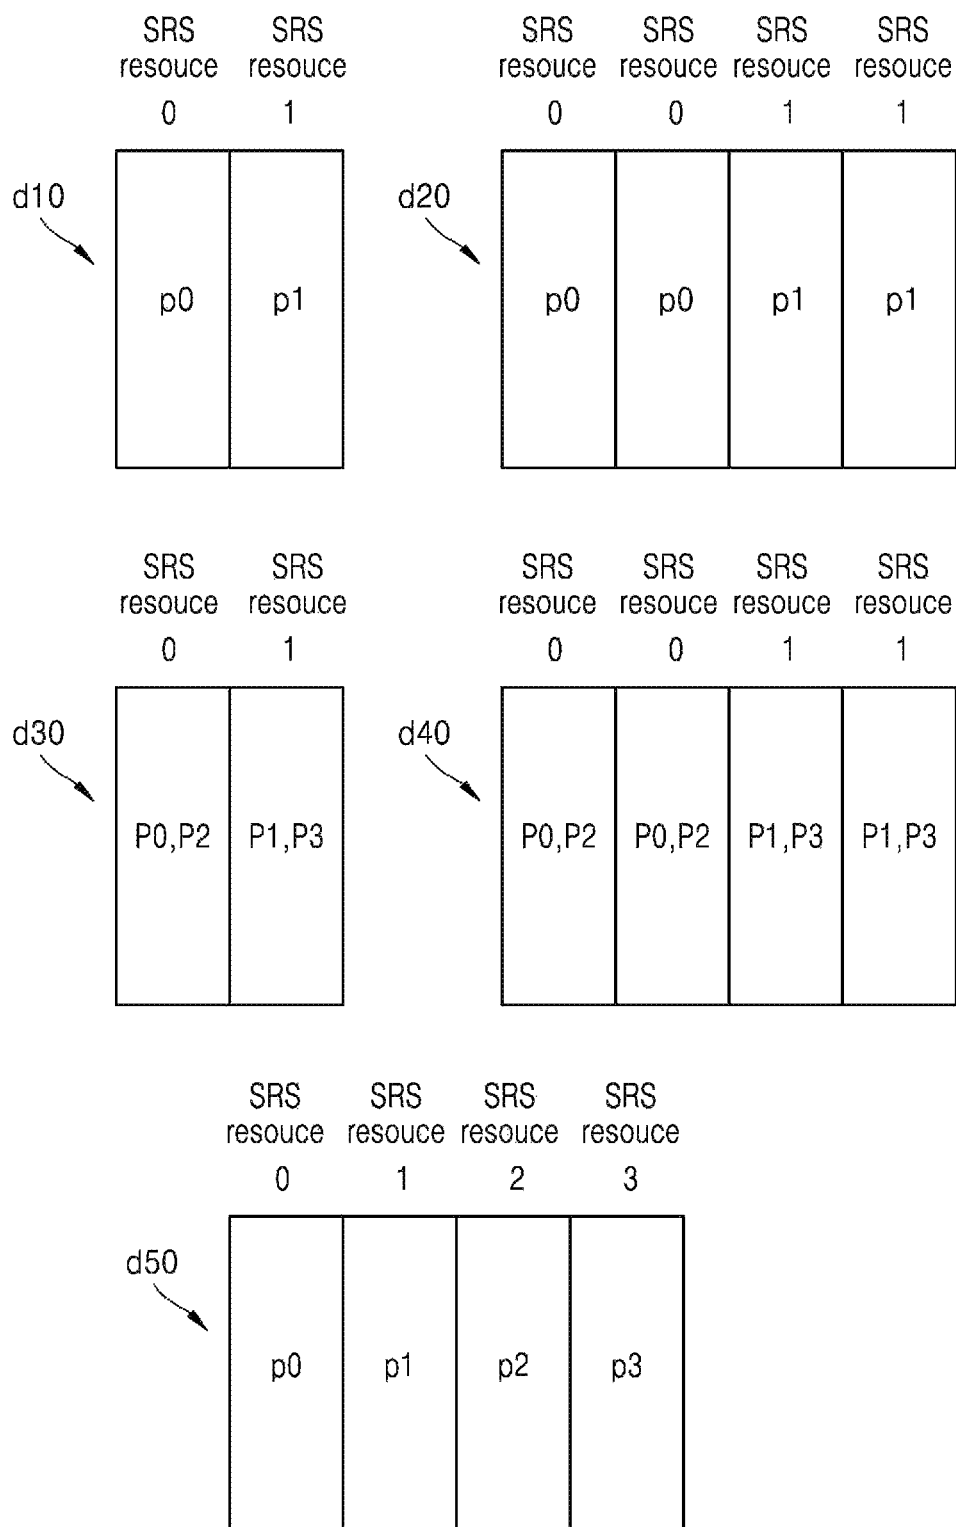 SRS SRS
resouce resouce
0 1
d10
p0 p1
SRS SRS SRS SRS
resouce resouce resouce resouce
0 0 1 1
d20
p0 p0 p1 p1
SRS SRS
resouce resouce
0 1
d30
P0,P2 P1,P3
SRS SRS SRS SRS
resouce resouce resouce resouce
0 0 1 1
d40
P0,P2 P0,P2 P1,P3 P1,P3
SRS SRS SRS SRS
resouce resouce resouce resouce
0 1 2 3
d50
p0 p1 p2 p3